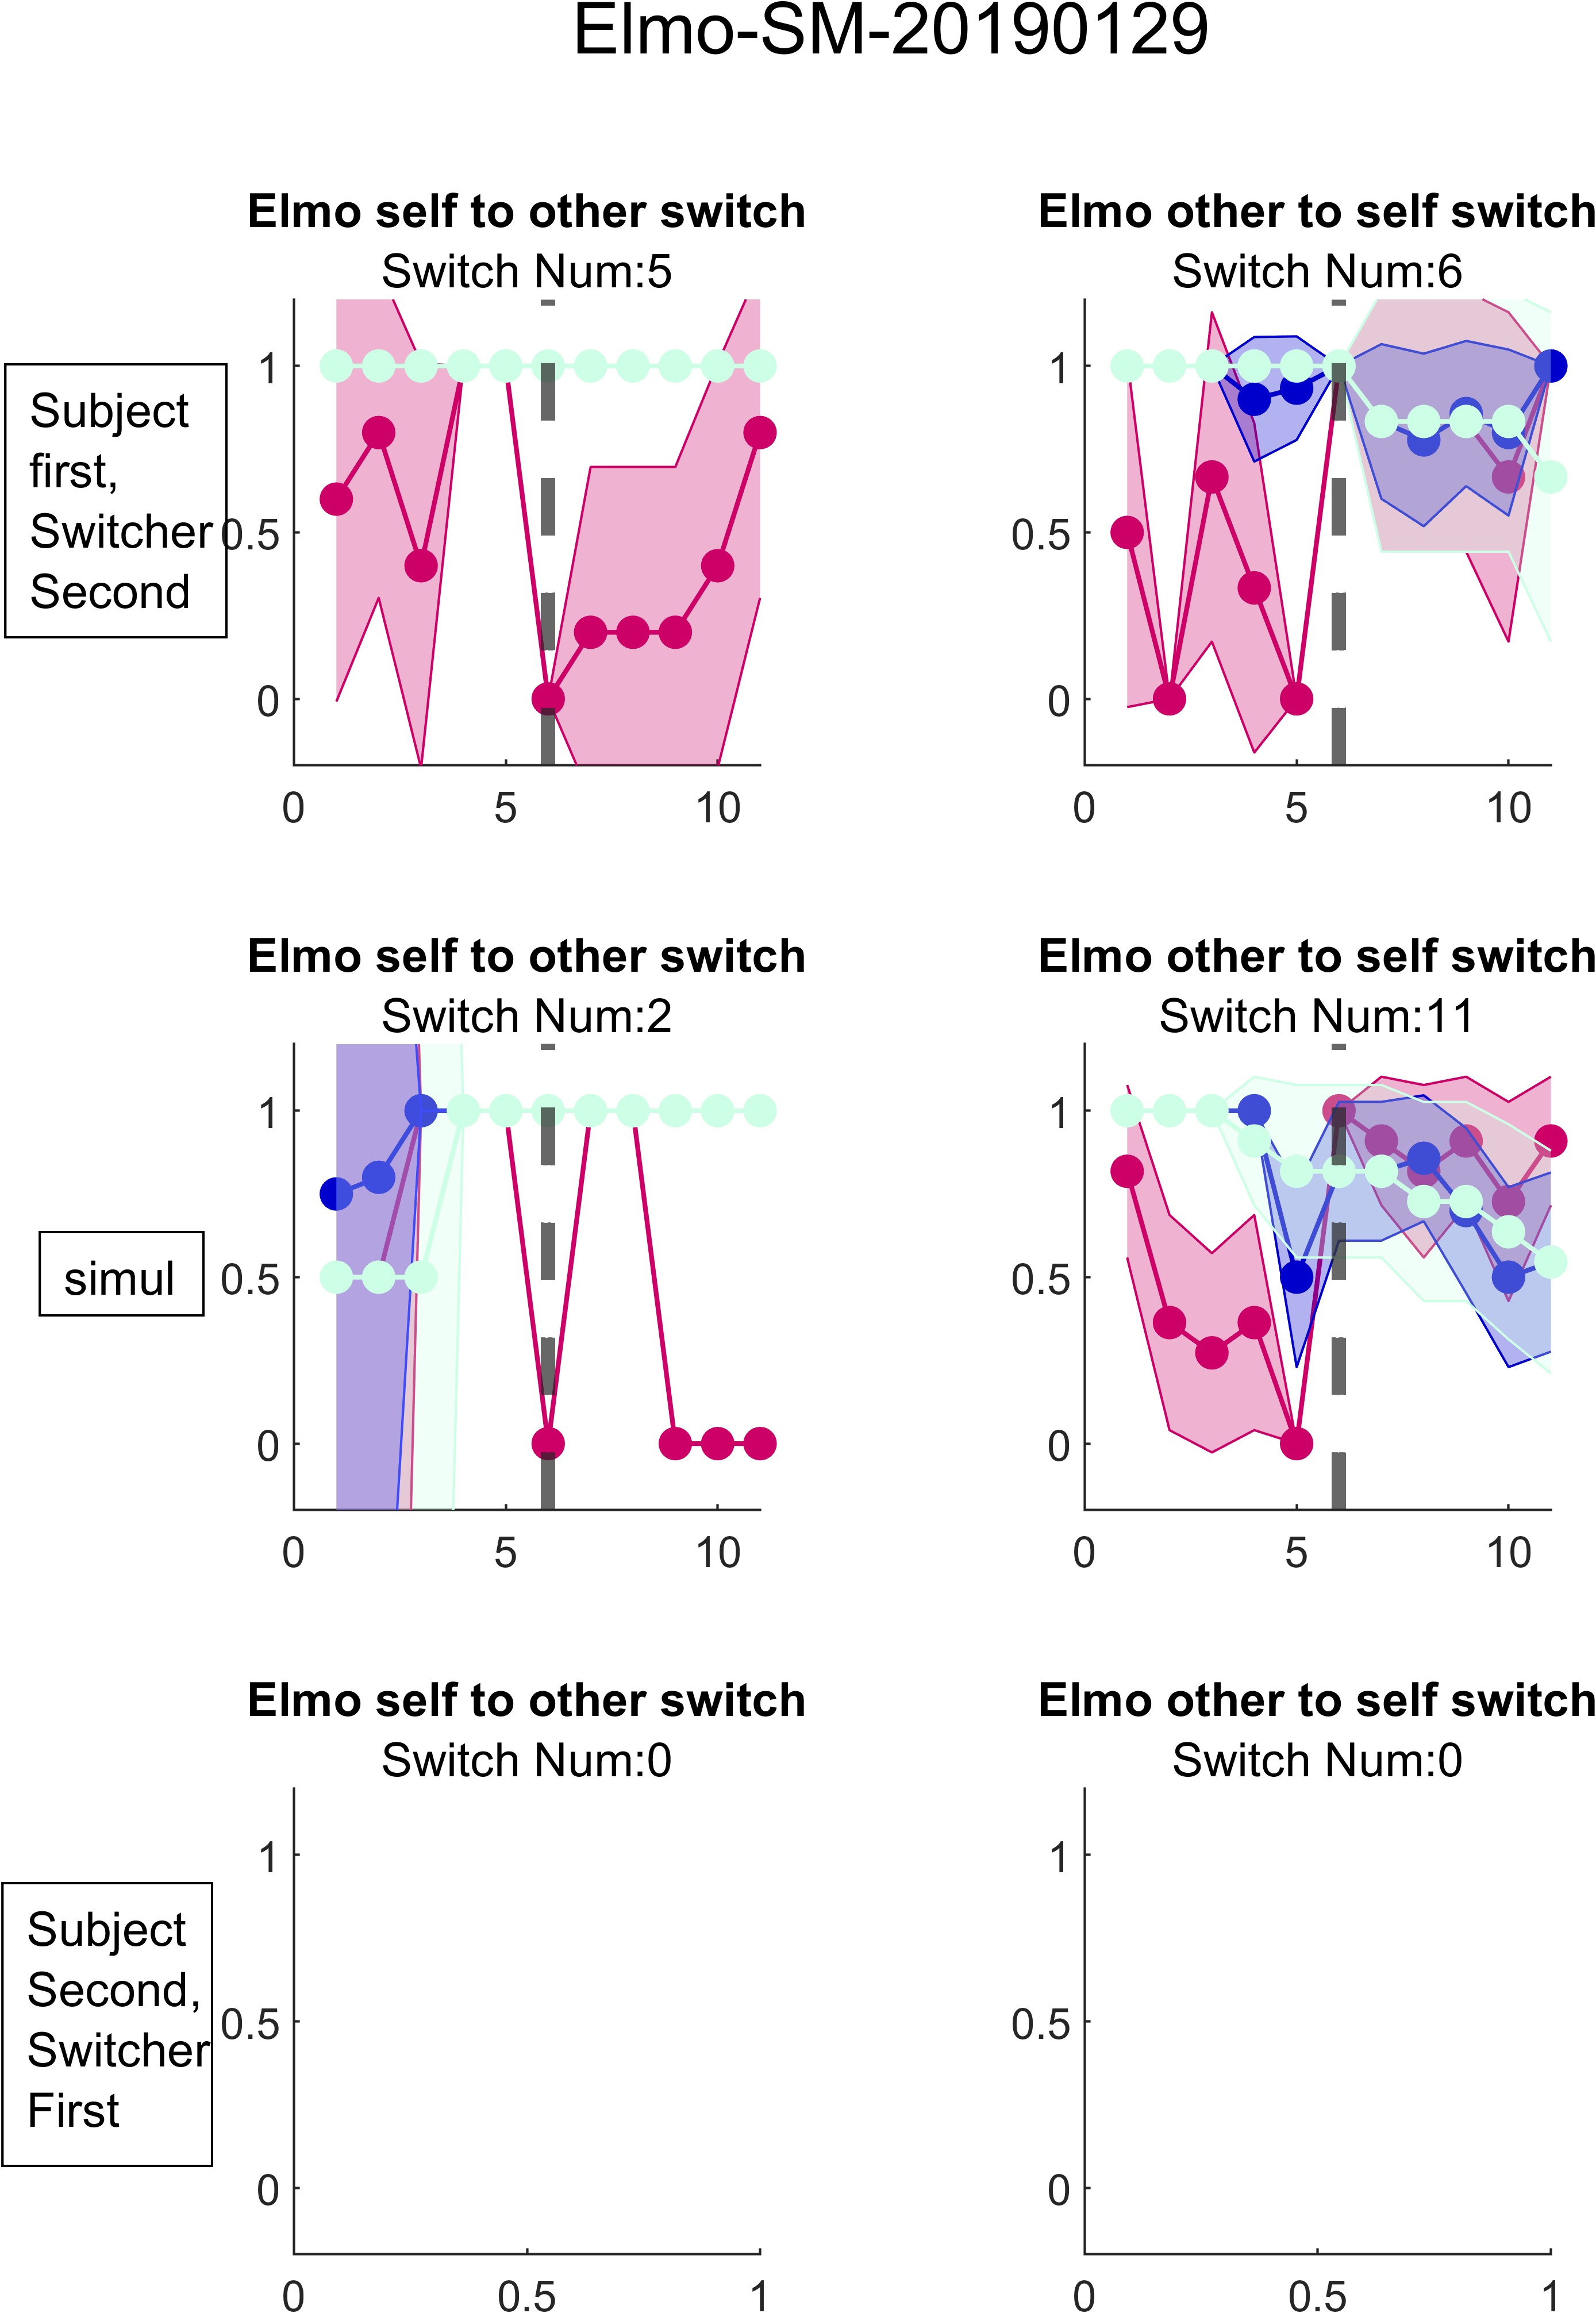 Elmo-SM-20190129
Elmo self to other switch
Switch Num:5
Elmo other to self switch
Switch Num:6
Subject
first,
Switcher
Second
1
0.5
0
0
5
10
1
0.5
0
0
5
10
Elmo self to other switch
Switch Num:2
Elmo other to self switch
Switch Num:11
simul
1
0.5
0
0
5
10
1
0.5
0
0
5
10
Elmo self to other switch
Switch Num:0
Elmo other to self switch
Switch Num:0
Subject
Second,
Switcher
First
1
0.5
0
0
0.5
1
1
0.5
0
0
0.5
1